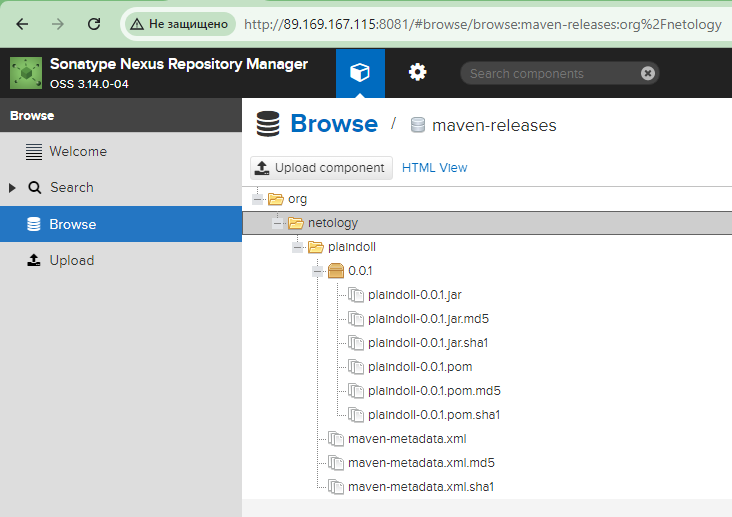 Не защищено http://89.169.167.115:8081/#browse/browse:maven-releases:org%2Fnetology
Sonatype Nexus Repository Manager
OSS 3.14.0-04
Search components
Browse
Welcome
Search
Browse
Upload
Browse / maven-releases
Upload component HTML View
org
netology
plaindoll
0.0.1
plaindoll-0.0.1.jar
plaindoll-0.0.1.jar.md5
plaindoll-0.0.1.jar.sha1
plaindoll-0.0.1.pom
plaindoll-0.0.1.pom.md5
plaindoll-0.0.1.pom.sha1
maven-metadata.xml
maven-metadata.xml.md5
maven-metadata.xml.sha1